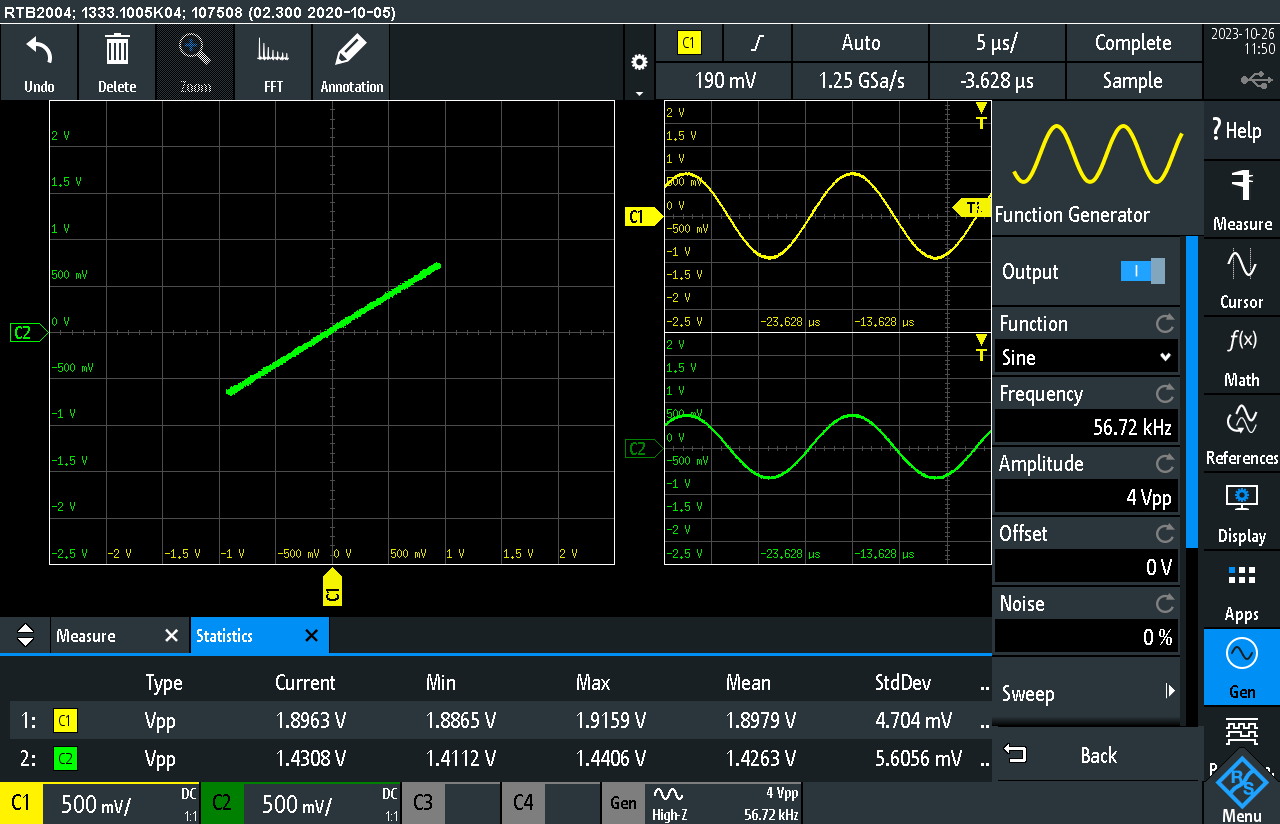 RTB2004; 1333.1005K04; 107508 (02.300 2020-10-05)
Undo
Delete
Zoom
FFT
Annotation
C1
Auto
5 µs/
Complete
190 mV
1.25 GSa/s
-3.628 µs
Sample
2023-10-26
11:50
2 V
1.5 V
1 V
500 mV
0 V
-500 mV
-1 V
-1.5 V
-2 V
-2.5 V
-2 V
-1.5 V
-1 V
-500 mV
0 V
500 mV
1 V
1.5 V
2 V
C2
C1
2 V
1.5 V
1 V
500 mV
0 V
-500 mV
-1 V
-1.5 V
-2 V
-2.5 V
-23.628 µs
-13.628 µs
C1
T
2 V
1.5 V
1 V
500 mV
0 V
-500 mV
-1 V
-1.5 V
-2 V
-2.5 V
-23.628 µs
-13.628 µs
C2
T
Function Generator
Output
Function
Sine
Frequency
56.72 kHz
Amplitude
4 Vpp
Offset
0 V
Noise
0 %
Sweep
Back
? Help
Measure
Cursor
f(x)
Math
References
Display
Apps
Gen
R&S
Menu
Measure
Statistics
Type Current Min Max Mean StdDev ..
1: C1 Vpp 1.8963 V 1.8865 V 1.9159 V 1.8979 V 4.704 mV ..
2: C2 Vpp 1.4308 V 1.4112 V 1.4406 V 1.4263 V 5.6056 mV ..
C1 500 mV/ DC 1:1
C2 500 mV/ DC 1:1
C3
C4
Gen High-Z 4 Vpp 56.72 kHz